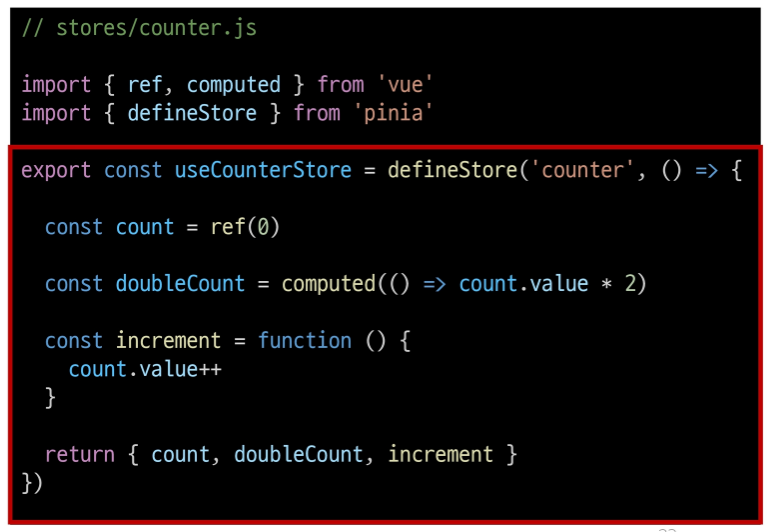 // stores/counter.js
import { ref, computed } from 'vue'
import { defineStore } from 'pinia'
export const useCounterStore = defineStore('counter', () => {
const count = ref(0)
const doubleCount = computed(() => count.value * 2)
const increment = function () {
count.value++
}
return { count, doubleCount, increment }
})